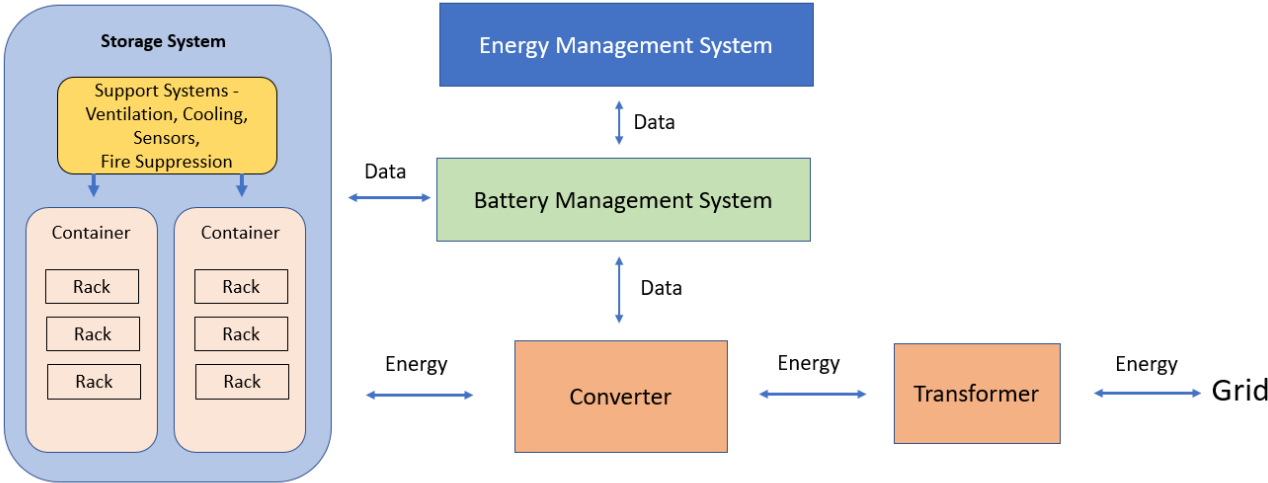 Storage System
Support Systems -
Ventilation, Cooling,
Sensors,
Fire Suppression
Container
Rack
Rack
Rack
Container
Rack
Rack
Rack
Energy Management System
Data
Data
Battery Management System
Data
Energy
Converter
Energy
Transformer
Energy
Grid